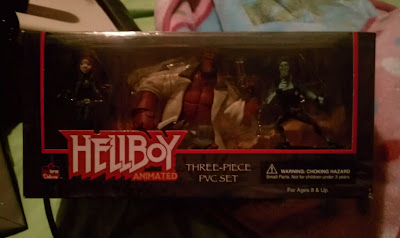 HELLBOY
ANIMATED
THREE-PIECE
PVC SET
WARNING: CHOKING HAZARD
Small Parts. Not for children under 3 years.
For Ages 8 & Up.